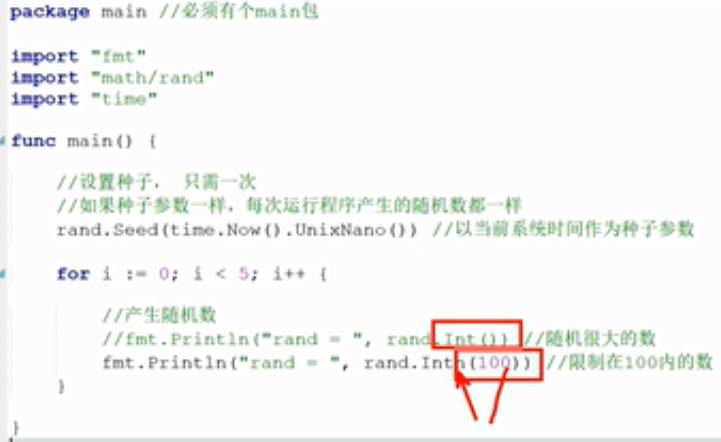 package main //必须有个main包
import "fmt"
import "math/rand"
import "time"
func main() {
//设置种子， 只需一次
//如果种子参数一样，每次运行程序产生的随机数都一样
rand.Seed(time.Now().UnixNano()) //以当前系统时间作为种子参数
for i := 0; i < 5; i++ {
//产生随机数
//fmt.Println("rand = ", rand.Int()) //随机很大的数
fmt.Println("rand = ", rand.Intn(100)) //限制在100内的数
}
}